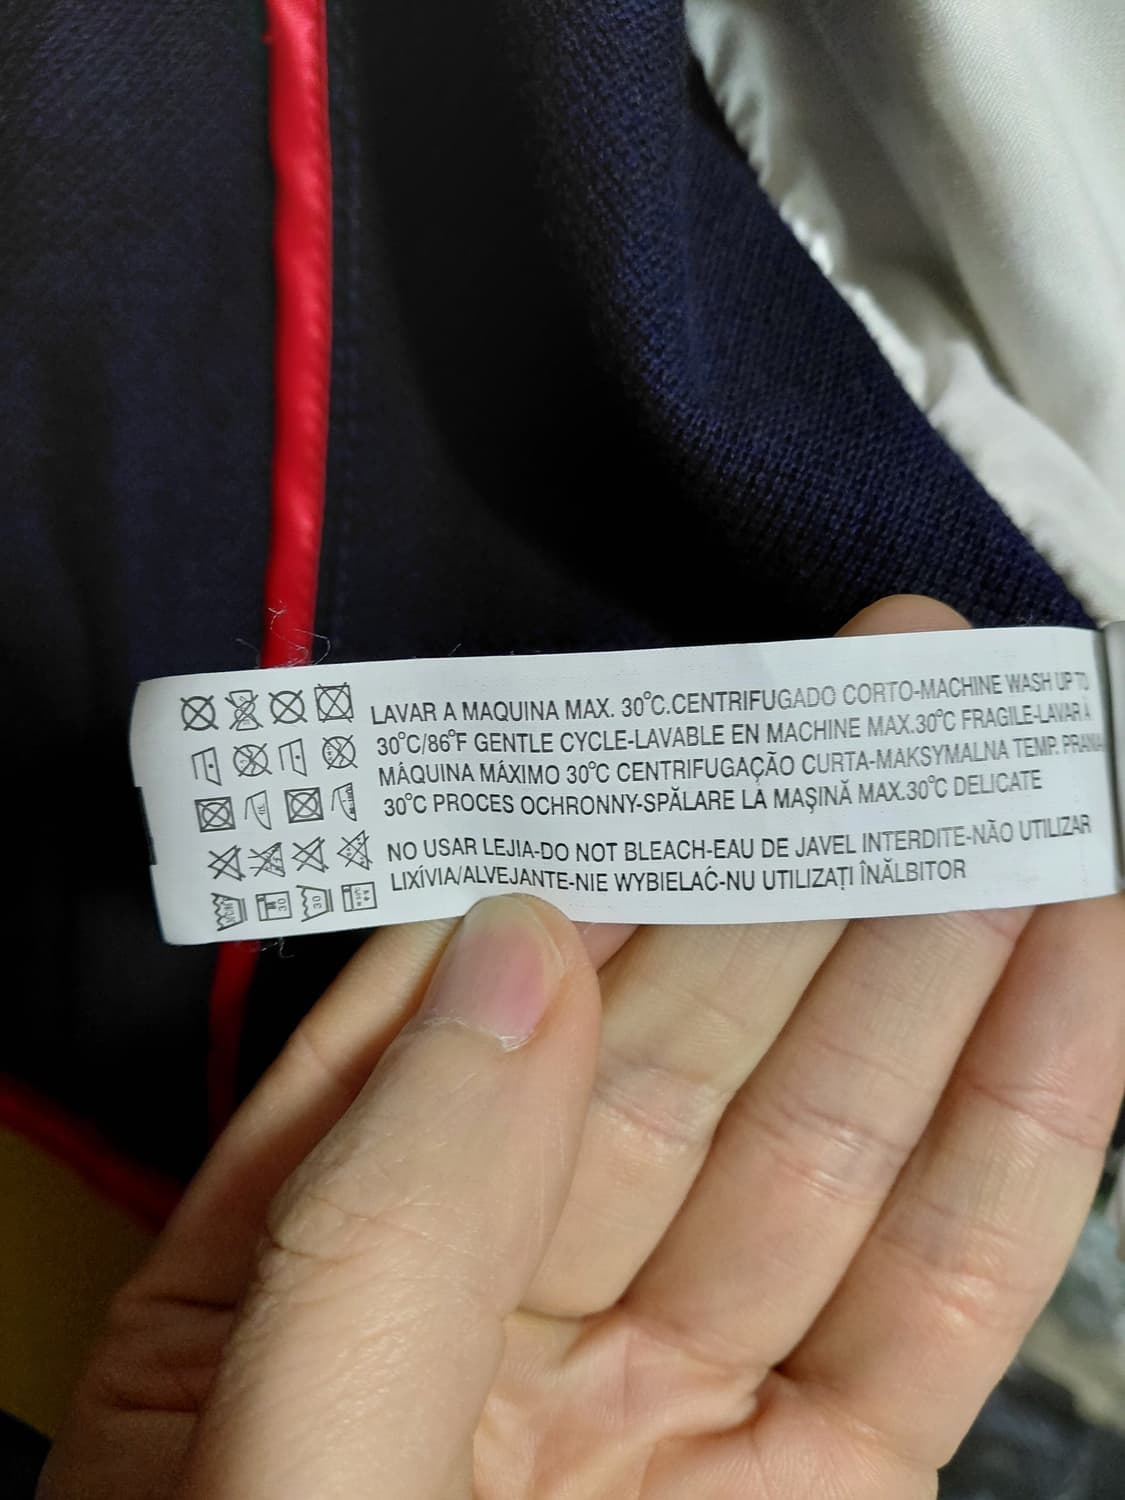 LAVAR A MAQUINA MAX. 30°C.CENTRIFUGADO CORTO-MACHINE WASH UP TO
30°C/86°F GENTLE CYCLE-LAVABLE EN MACHINE MAX.30°C FRAGILE-LAVAR À
MÁQUINA MÁXIMO 30°C CENTRIFUGAÇÃO CURTA-MAKSYMALNA TEMP. PRANIA
30°C PROCES OCHRONNY-SPĂLARE LA MAŞINĂ MAX.30°C DELICATE
NO USAR LEJIA-DO NOT BLEACH-EAU DE JAVEL INTERDITE-NÃO UTILIZAR
LIXÍVIA/ALVEJANTE-NIE WYBIELAĆ-NU UTILIZAŢI ÎNĂLBITOR
30 30